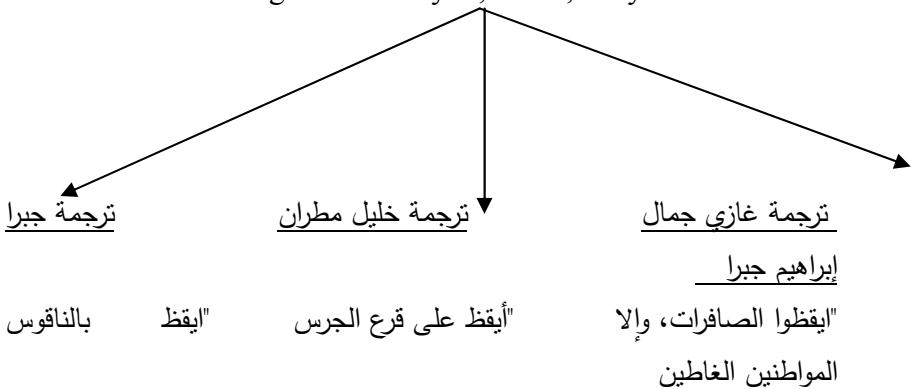 ترجمة غازي جمال ترجمة خليل مطران ترجمة جبرا
إبراهيم جبرا
"ايقظوا الصافرات، وإلا "أيقظ على قرع الجرس "ايقظ بالناقوس
المواطنين الغاطين